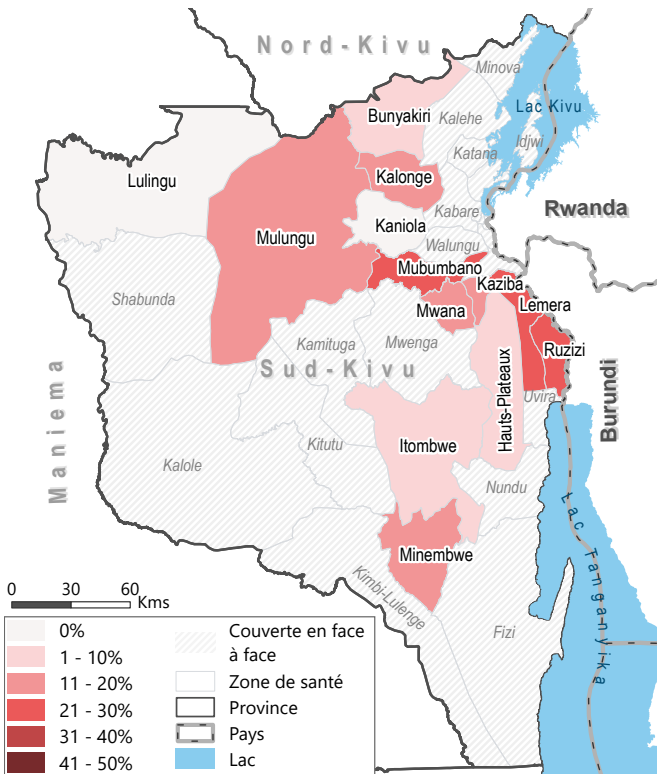 Nord-Kivu
Minova
Lac Kivu
Bunyakiri
Kalehe
Idjwi
Katana
Lulingu
Kalonge
Kabare
Rwanda
Kaniola
Mulungu
Walungu
Mubumbano
Shabunda
Kaziba
Lemera
Mwana
Kamituga
Mwenga
Ruzizi
Sud-Kivu
Hauts-Plateaux
Uvira
Burundi
Maniema
Itombwe
Kitutu
Kalole
Nundu
Lac Tanganyika
Minembwe
Kimbi-Lulenge
Fizi
0 30 60
Kms
0%
1 - 10%
11 - 20%
21 - 30%
31 - 40%
41 - 50%
Couverte en face
à face
Zone de santé
Province
Pays
Lac